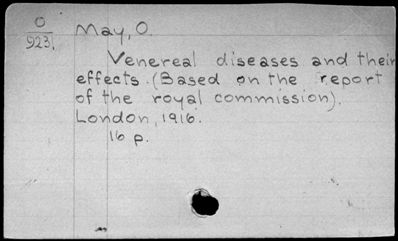 O
923.
May, O.
Venereal diseases and their
effects. (Based on the report
of the royal commission).
London, 1916.
16 p.